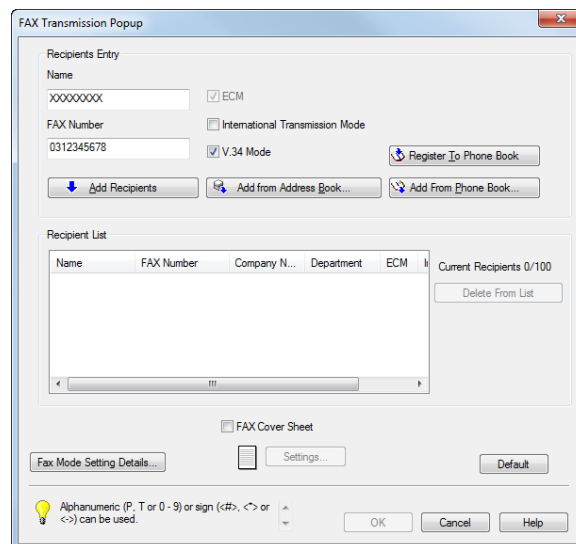 FAX Transmission Popup
Recipients Entry
Name
XXXXXXXX
ECM
FAX Number
International Transmission Mode
0312345678
V.34 Mode
Register To Phone Book
Add Recipients
Add from Address Book...
Add From Phone Book...
Recipient List
Name FAX Number Company N... Department ECM
Current Recipients 0/100
Delete From List
FAX Cover Sheet
Fax Mode Setting Details...
Settings...
Default
Alphanumeric (P, T or 0 - 9) or sign (<#>, <*> or
<-> can be used.
OK Cancel Help